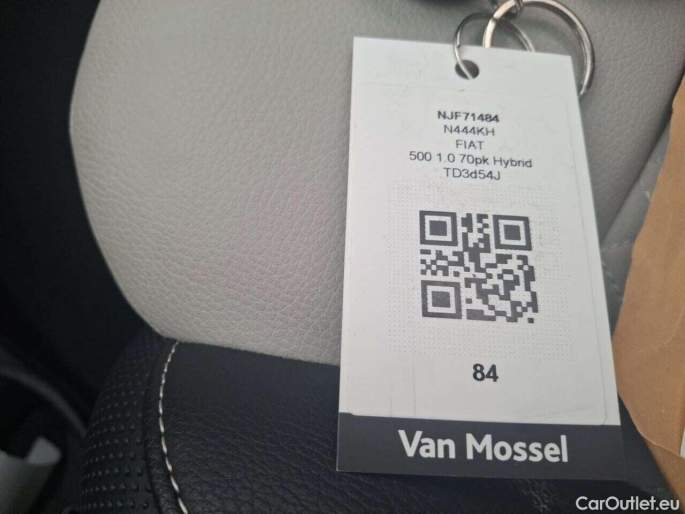 NJF71484
N444KH
FIAT
500 1.0 70pk Hybrid
TD3d54J
84
Van Mossel
CarOutlet.eu